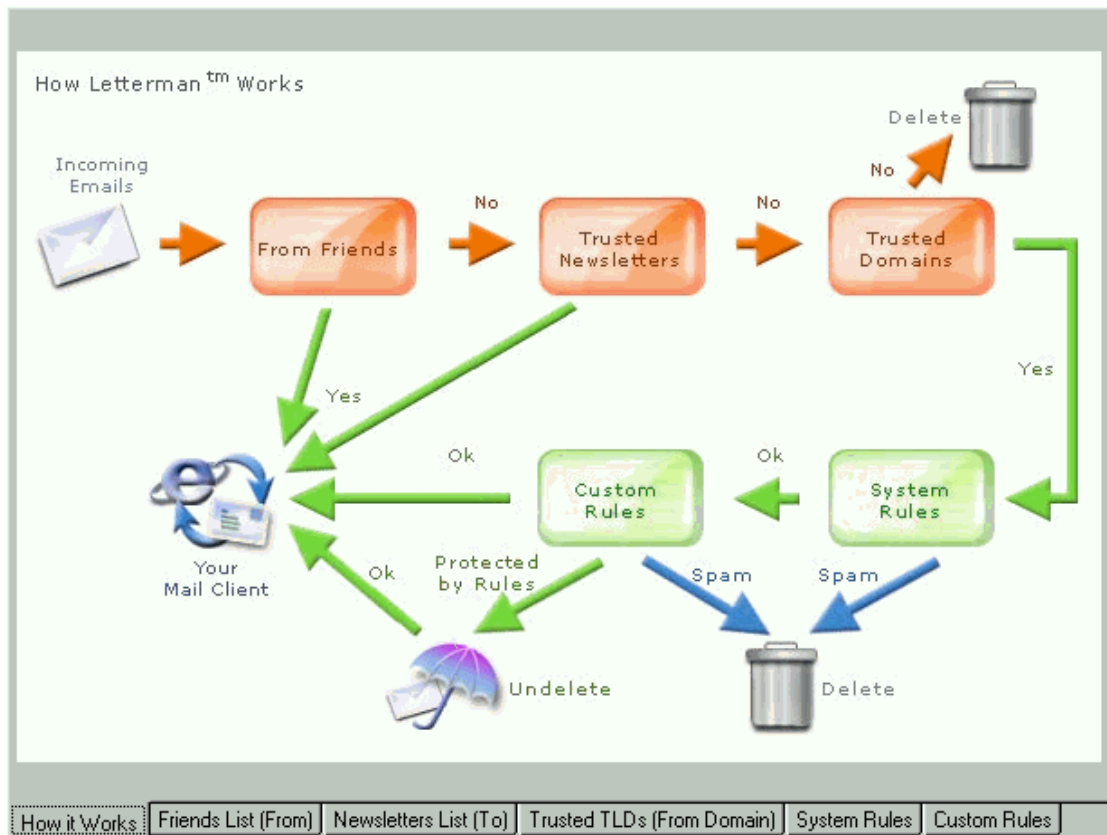 How Letterman™ Works
Delete
Incoming
Emails
No
No
No
From Friends
Trusted
Newsletters
Trusted
Domains
Yes
Yes
Ok
Ok
Custom
Rules
System
Rules
Your
Mail Client
Ok
Protected
by Rules
Spam
Spam
Undelete
Delete
How it Works
Friends List (From)
Newsletters List (To)
Trusted TLDs (From Domain)
System Rules
Custom Rules